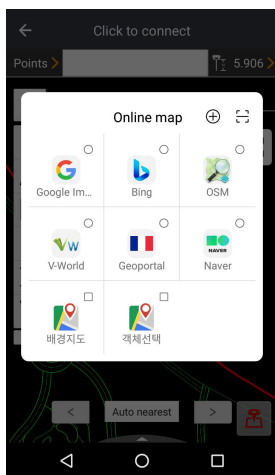 Click to connect
Points
5.906
Online map
Google Im...
Bing
OSM
V-World
Geoportal
NAVER
Naver
배경지도
객체선택
<
Auto nearest
>